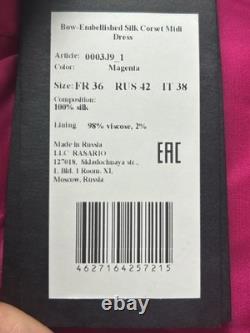 Bow-Embellished Silk Corset Midi
Dress
Article: 0003J9_1
Color: Magenta
Size: FR 36 RUS 42 IT 38
Composition:
100% silk
Lining 98% viscose, 2%
Made in Russia
LLC RASARIO
127018, Skladochnaya str.,
1, Bld. 1 Room. XI,
Moscow, Russia
EAC
4627164257215
ebay